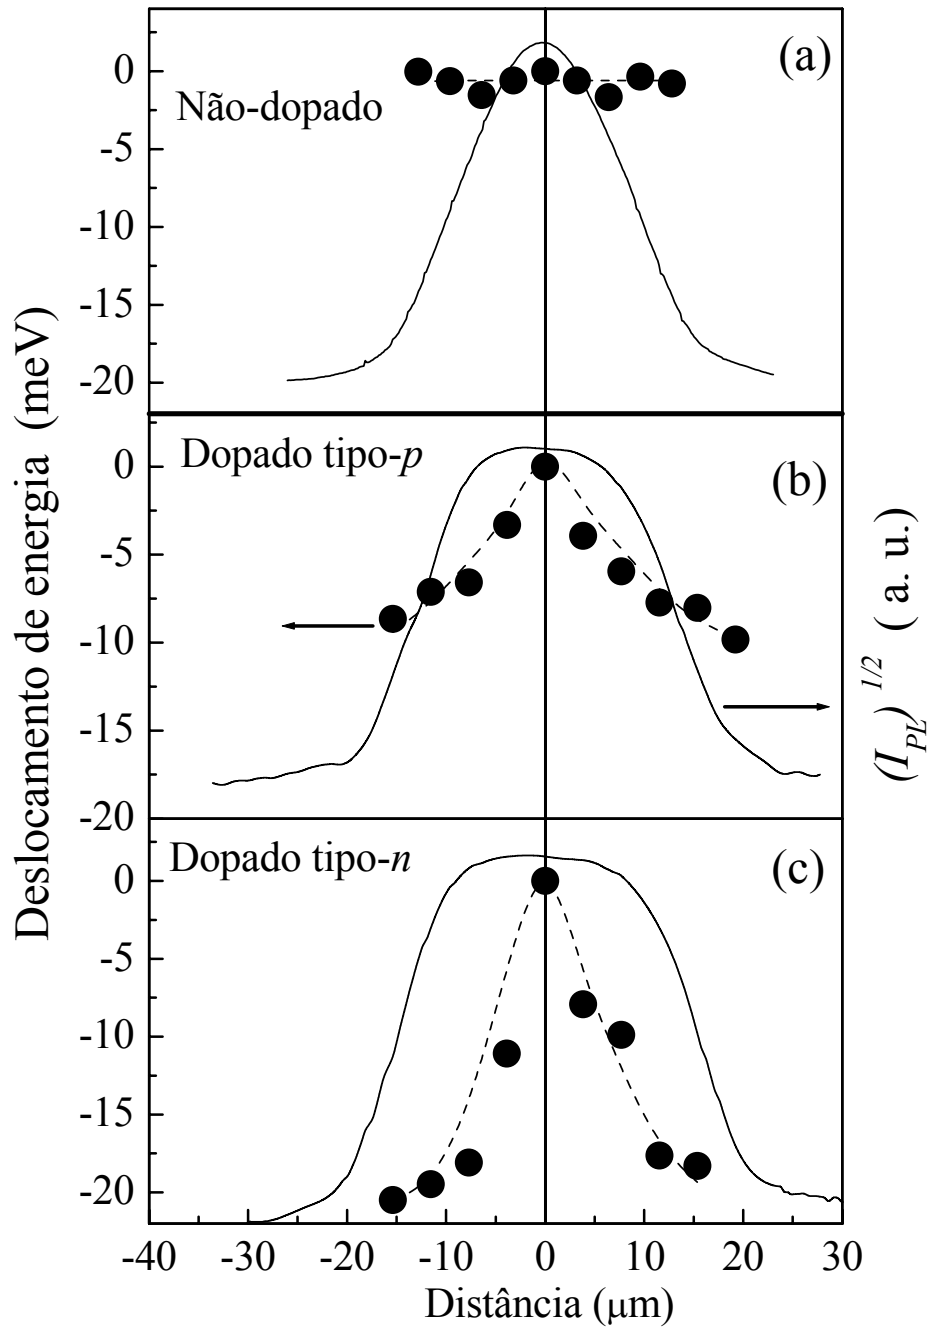 (a)
0
Não-dopado
-5
-10
-15
-20
Dopado tipo-p
(b)
0
-5
-10
-15
-20
Dopado tipo-n
(c)
0
-5
-10
-15
-20
-40 -30 -20 -10 0 10 20 30
Distância (μm)
Deslocamento de energia (meV)
(I_PL)^1/2 ( a. u.)